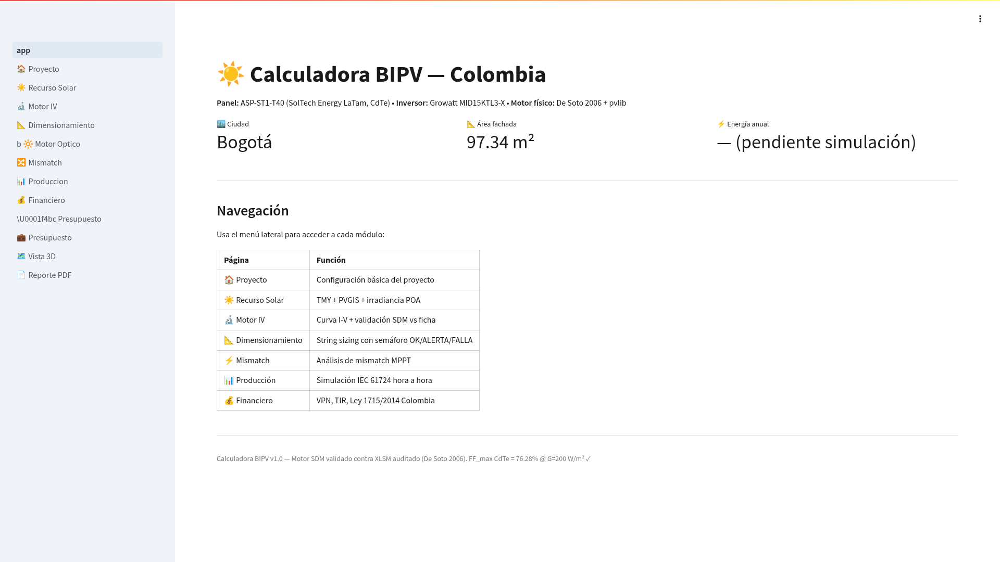 app
🏠 Proyecto
☀️ Recurso Solar
🔬 Motor IV
📐 Dimensionamiento
b 🔆 Motor Optico
🔀 Mismatch
📊 Produccion
💰 Financiero
\U0001f4bc Presupuesto
💼 Presupuesto
🗺️ Vista 3D
📄 Reporte PDF
☀️ Calculadora BIPV — Colombia
Panel: ASP-ST1-T40 (SolTech Energy LaTam, CdTe) • Inversor: Growatt MID15KTL3-X • Motor físico: De Soto 2006 + pvlib
🏙️ Ciudad
Bogotá
📐 Área fachada
97.34 m²
⚡ Energía anual
— (pendiente simulación)
Navegación
Usa el menú lateral para acceder a cada módulo:
Página Función
🏠 Proyecto Configuración básica del proyecto
☀️ Recurso Solar TMY + PVGIS + irradiancia POA
🔬 Motor IV Curva I-V + validación SDM vs ficha
📐 Dimensionamiento String sizing con semáforo OK/ALERTA/FALLA
⚡ Mismatch Análisis de mismatch MPPT
📊 Producción Simulación IEC 61724 hora a hora
💰 Financiero VPN, TIR, Ley 1715/2014 Colombia
Calculadora BIPV v1.0 — Motor SDM validado contra XLSM auditado (De Soto 2006). FF_max CdTe = 76.28% @ G=200 W/m² ✓